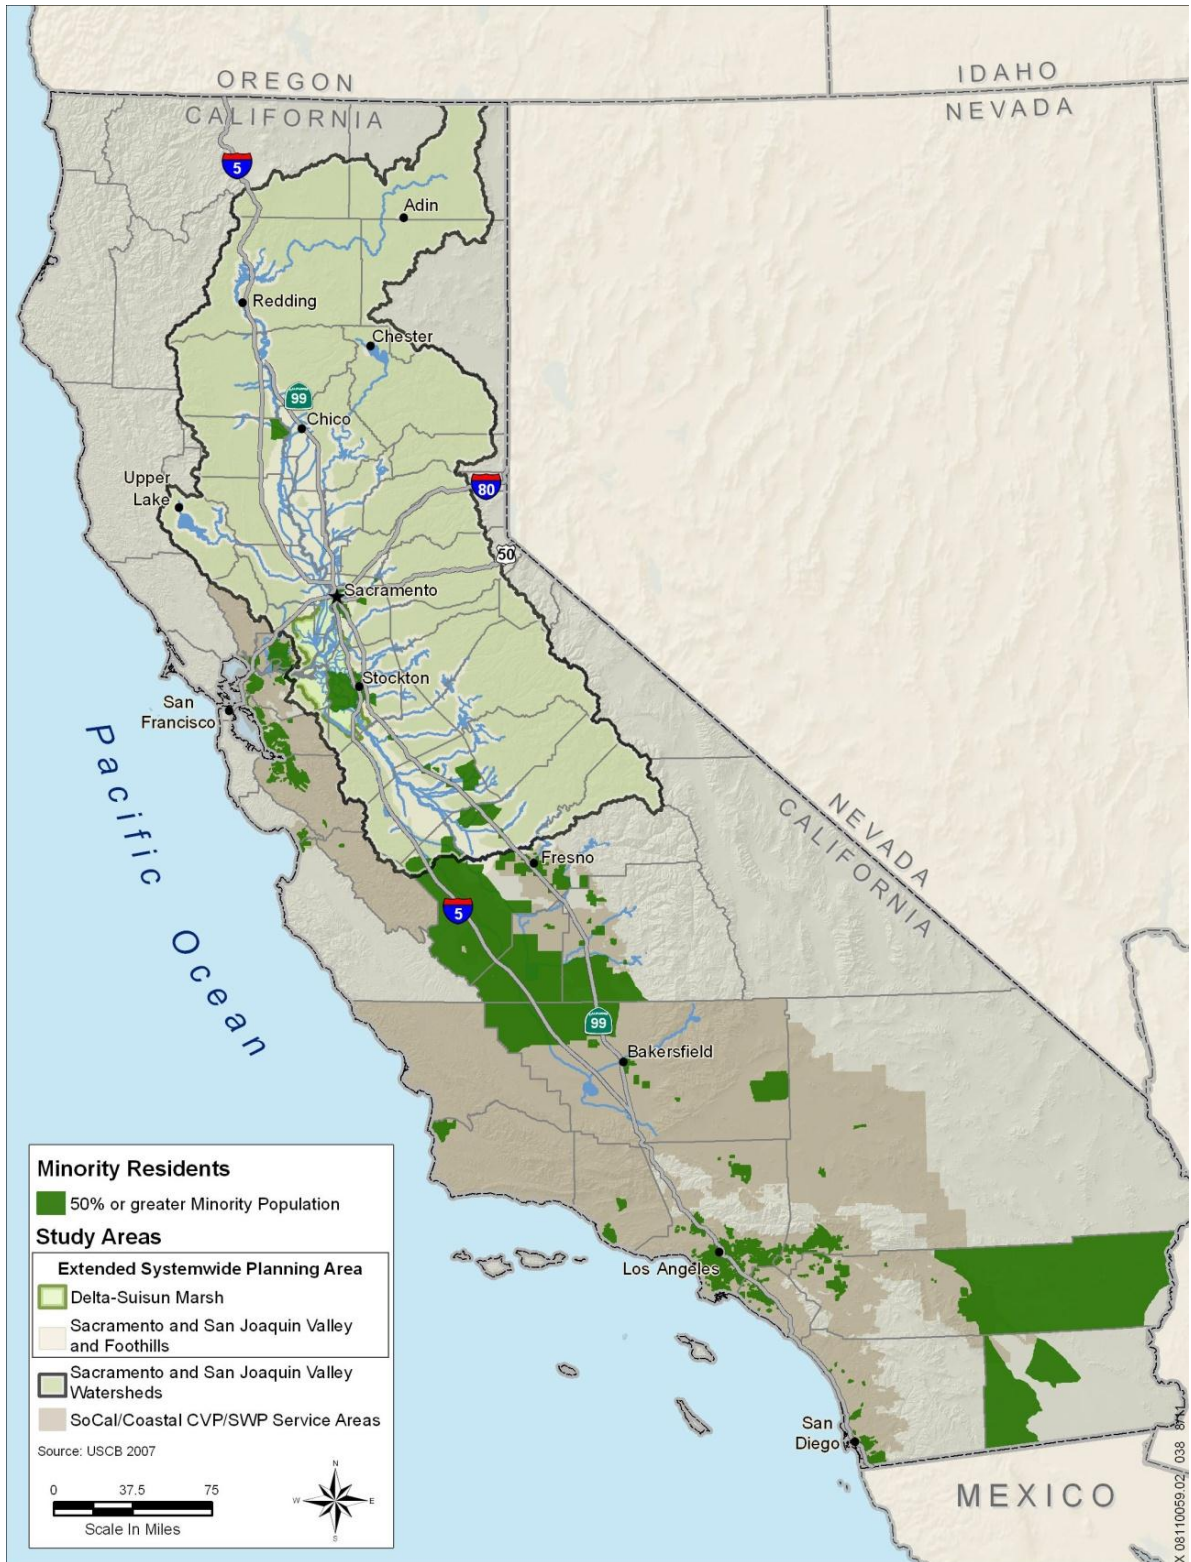 OREGON
CALIFORNIA
IDAHO
NEVADA
5
Adin
Redding
Chester
99
Chico
Upper
Lake
80
50
Sacramento
Stockton
San
Francisco
Pacific Ocean
NEVADA
CALIFORNIA
Fresno
5
99
Bakersfield
Los Angeles
San
Diego
MEXICO
Minority Residents
50% or greater Minority Population
Study Areas
Extended Systemwide Planning Area
Delta-Suisun Marsh
Sacramento and San Joaquin Valley
and Foothills
Sacramento and San Joaquin Valley
Watersheds
SoCal/Coastal CVP/SWP Service Areas
Source: USCB 2007
0 37.5 75
Scale In Miles
N
W E
S
X 08110059.02 038